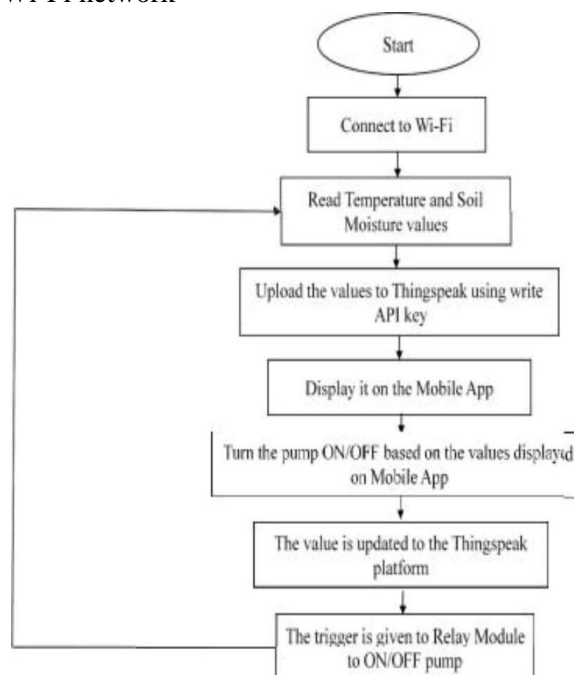 Wi-Fi network
Start
Connect to Wi-Fi
Read Temperature and Soil
Moisture values
Upload the values to Thingspeak using write
API key
Display it on the Mobile App
Turn the pump ON/OFF based on the values displayed
on Mobile App
The value is updated to the Thingspeak
platform
The trigger is given to Relay Module
to ON/OFF pump